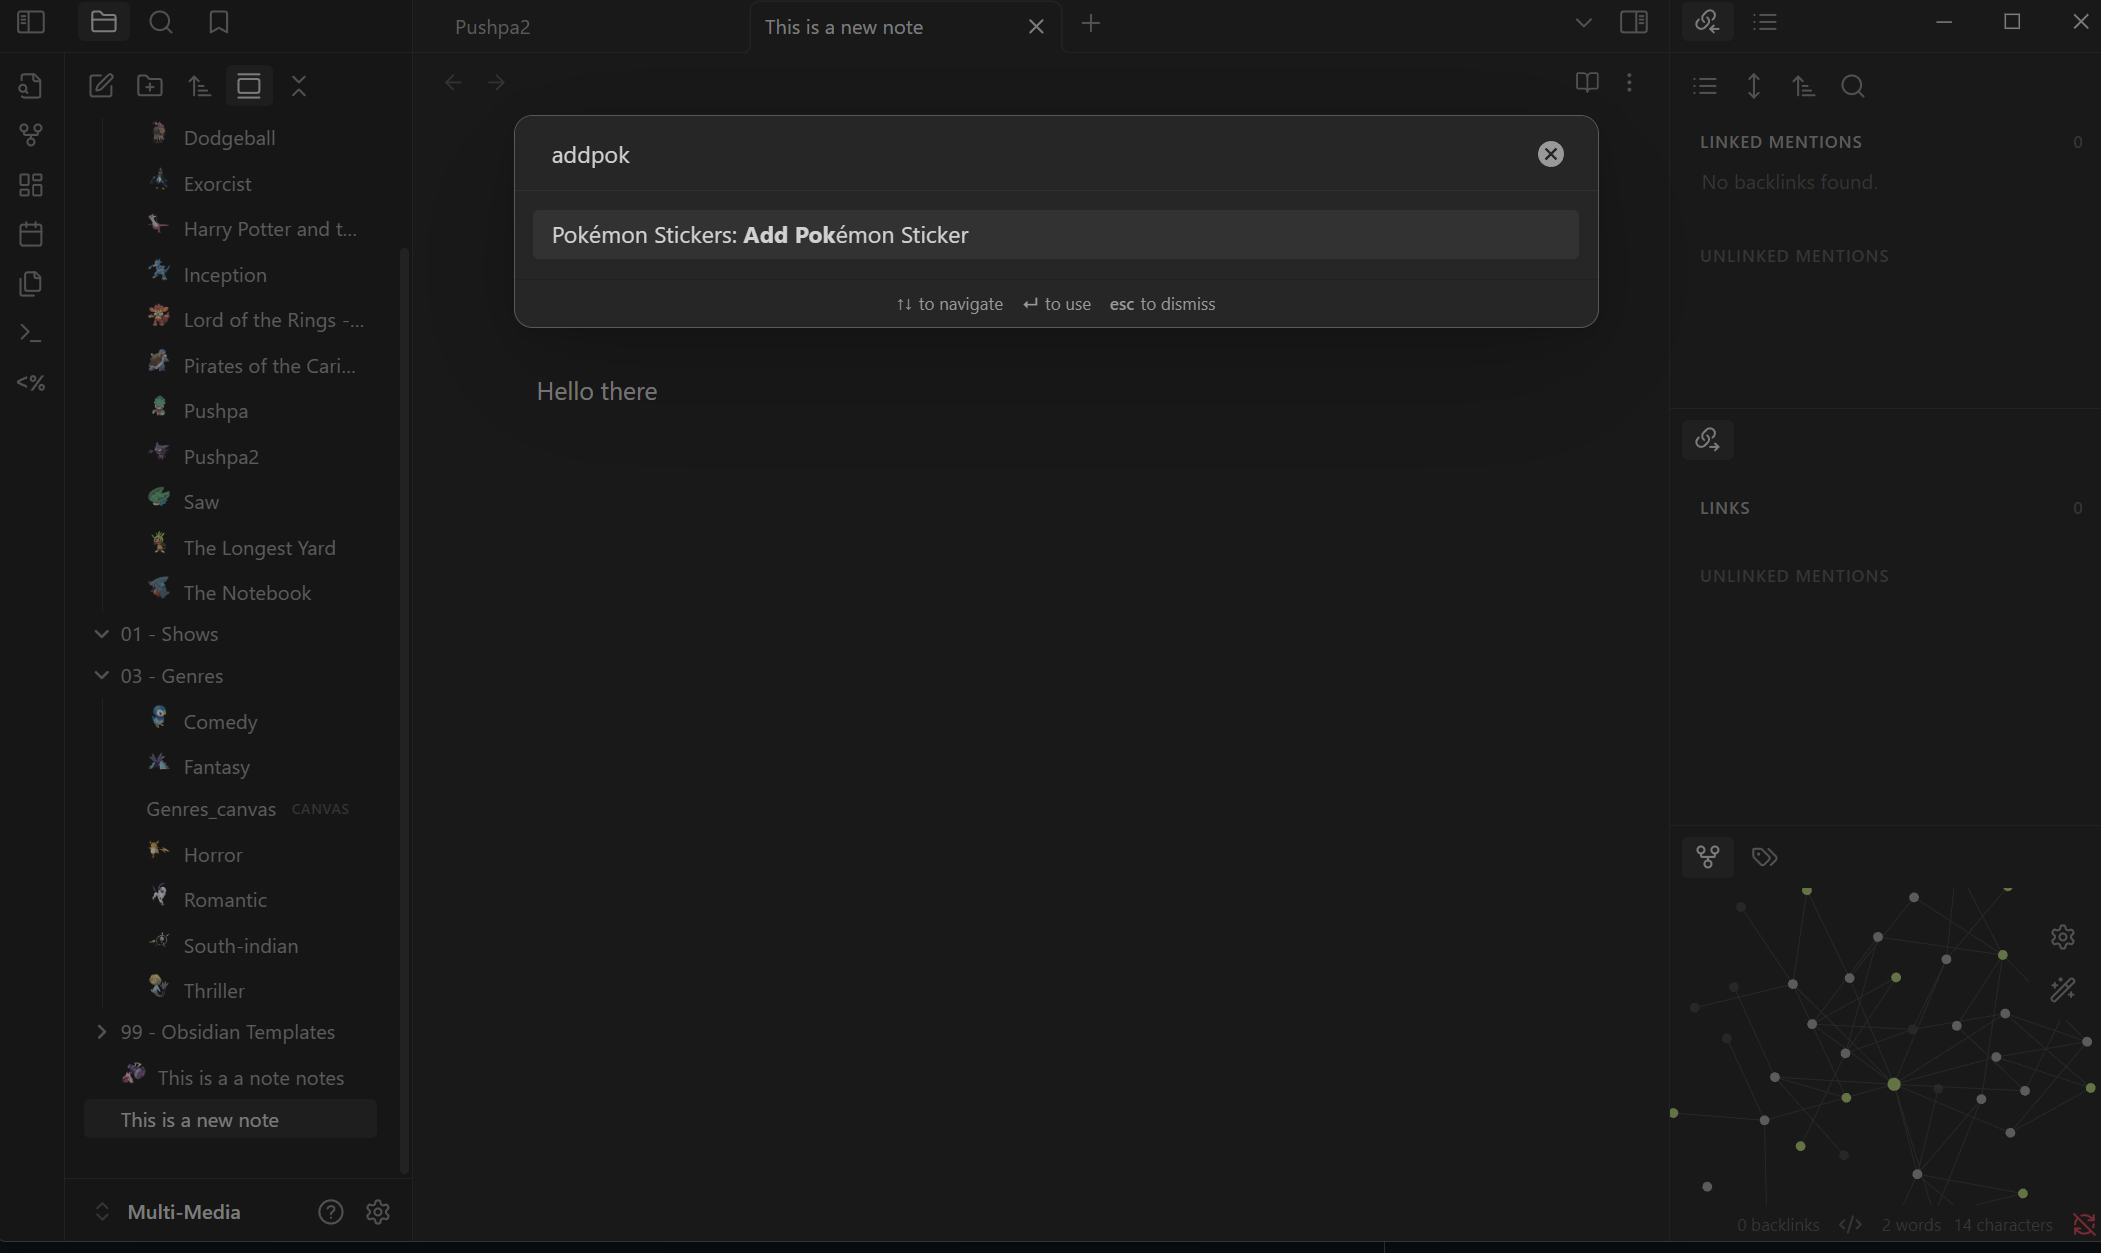 Pushpa2
This is a new note
Dodgeball
Exorcist
Harry Potter and t...
Inception
Lord of the Rings -...
Pirates of the Cari...
Pushpa
Pushpa2
Saw
The Longest Yard
The Notebook
01 - Shows
03 - Genres
Comedy
Fantasy
Genres_canvas CANVAS
Horror
Romantic
South-indian
Thriller
99 - Obsidian Templates
This is a a note notes
This is a new note
Multi-Media
<%
addpok
Pokémon Stickers: Add Pokémon Sticker
↑↓ to navigate ↵ to use esc to dismiss
Hello there
LINKED MENTIONS 0
No backlinks found.
UNLINKED MENTIONS
LINKS 0
UNLINKED MENTIONS
0 backlinks </> 2 words 14 characters